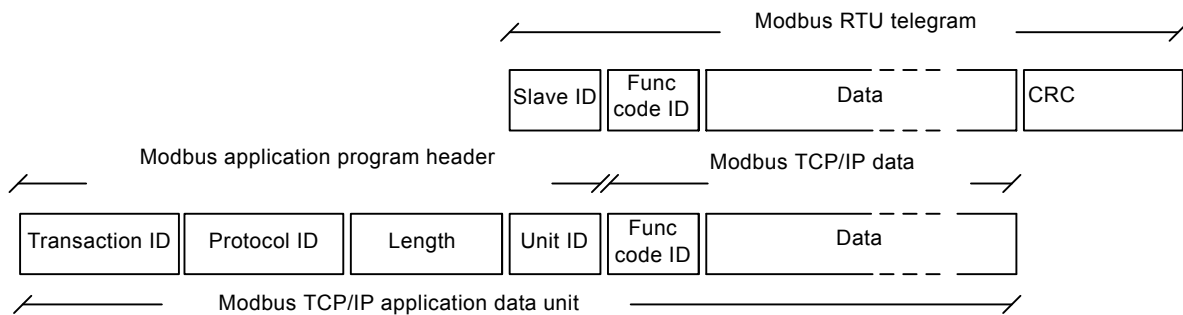 Modbus RTU telegram
Slave ID
Func
code ID
Data
CRC
Modbus application program header
Modbus TCP/IP data
Transaction ID
Protocol ID
Length
Unit ID
Func
code ID
Data
Modbus TCP/IP application data unit